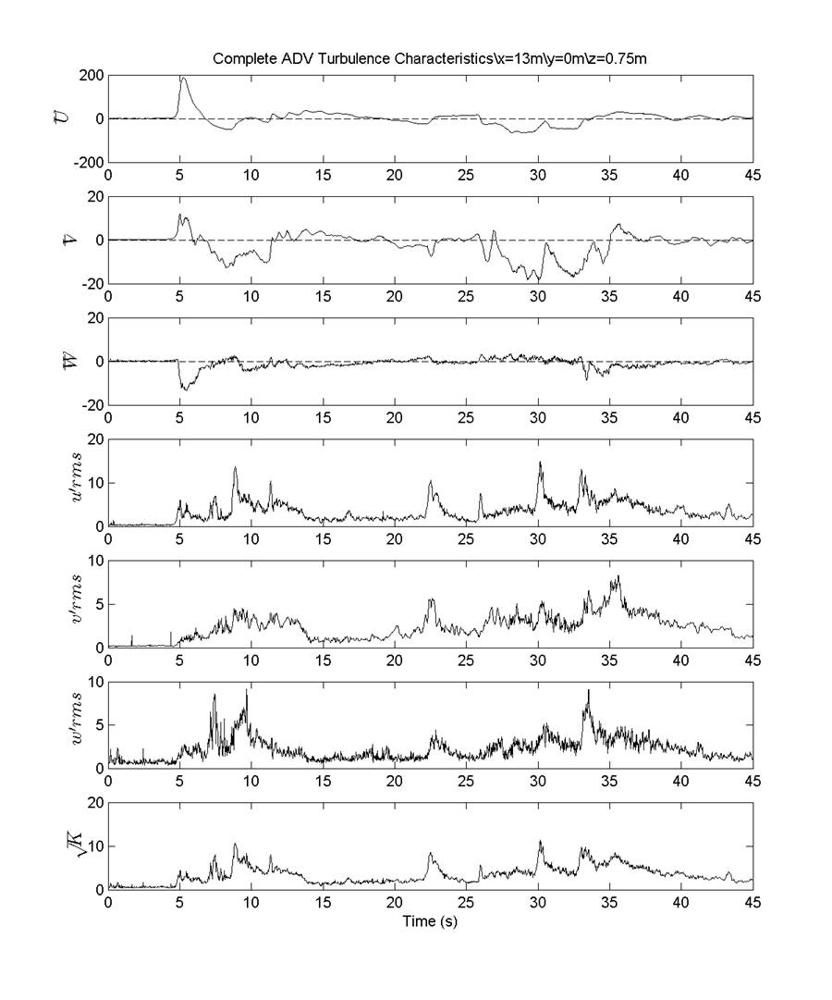 Complete ADV Turbulence Characteristics\x=13m\y=0m\z=0.75m
200
0
-200
U̅
0 5 10 15 20 25 30 35 40 45
20
0
-20
V̅
0 5 10 15 20 25 30 35 40 45
20
0
-20
W̅
0 5 10 15 20 25 30 35 40 45
20
10
0
u'rms
0 5 10 15 20 25 30 35 40 45
10
5
0
v'rms
0 5 10 15 20 25 30 35 40 45
10
5
0
w'rms
0 5 10 15 20 25 30 35 40 45
20
10
0
√K
0 5 10 15 20 25 30 35 40 45
Time (s)